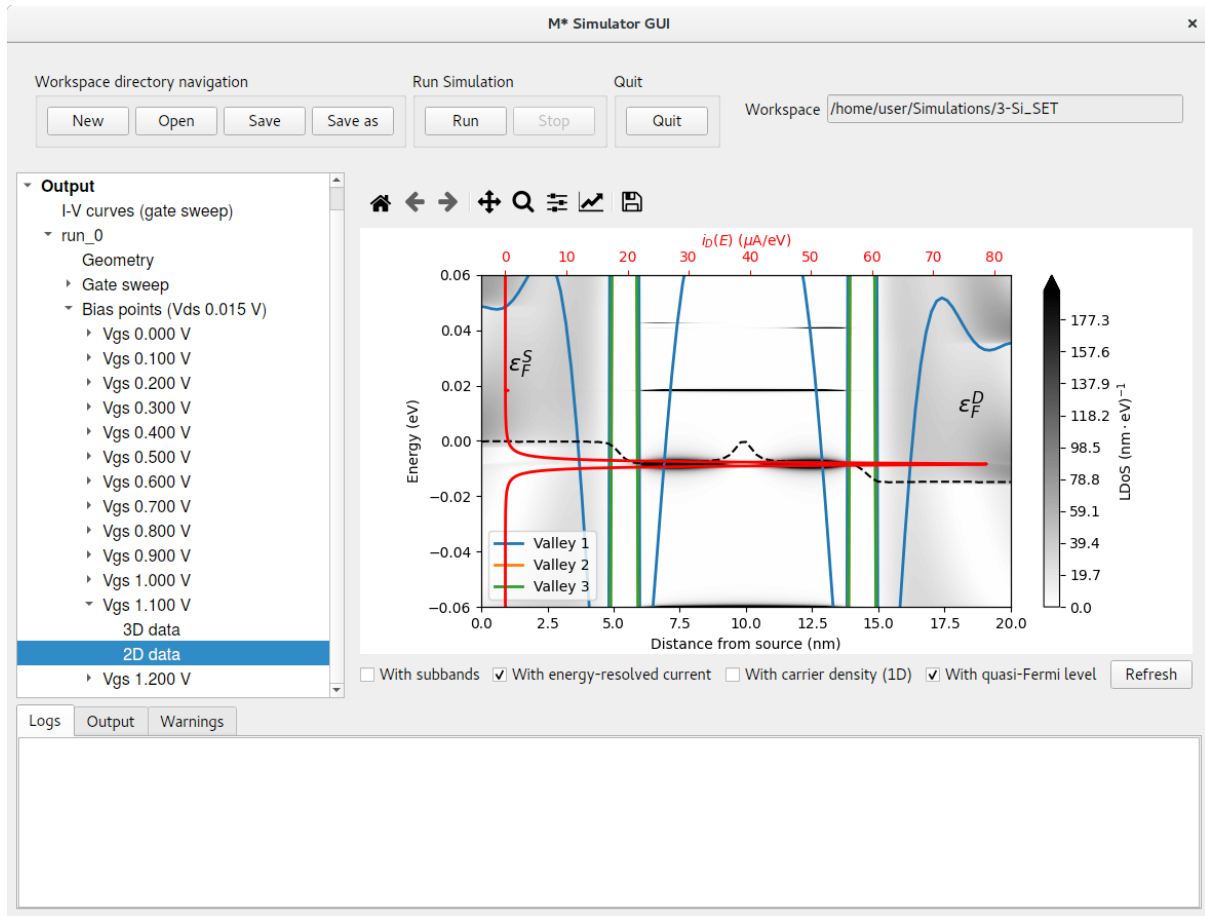 M* Simulator GUI
×
Workspace directory navigation
Run Simulation
Quit
New
Open
Save
Save as
Run
Stop
Quit
Workspace
/home/user/Simulations/3-Si_SET
Output
I-V curves (gate sweep)
run_0
Geometry
Gate sweep
Bias points (Vds 0.015 V)
Vgs 0.000 V
Vgs 0.100 V
Vgs 0.200 V
Vgs 0.300 V
Vgs 0.400 V
Vgs 0.500 V
Vgs 0.600 V
Vgs 0.700 V
Vgs 0.800 V
Vgs 0.900 V
Vgs 1.000 V
Vgs 1.100 V
3D data
2D data
Vgs 1.200 V
i_D(E) (μA/eV)
0 10 20 30 40 50 60 70 80
Energy (eV)
0.06
0.04
0.02
0.00
−0.02
−0.04
−0.06
ε_F^S
ε_F^D
Valley 1
Valley 2
Valley 3
0.0 2.5 5.0 7.5 10.0 12.5 15.0 17.5 20.0
Distance from source (nm)
177.3
157.6
137.9
118.2
98.5
78.8
59.1
39.4
19.7
0.0
LDoS (nm · eV)⁻¹
With subbands
With energy-resolved current
With carrier density (1D)
With quasi-Fermi level
Refresh
Logs
Output
Warnings